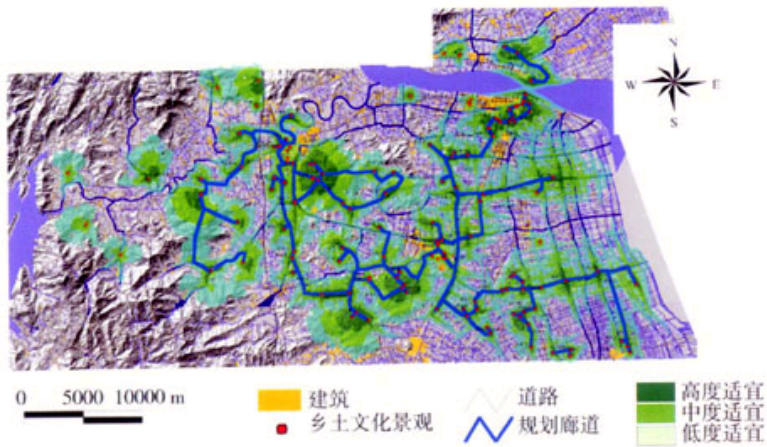 N
W E
S
0 5000 10000 m
建筑
乡土文化景观
道路
规划廊道
高度适宜
中度适宜
低度适宜